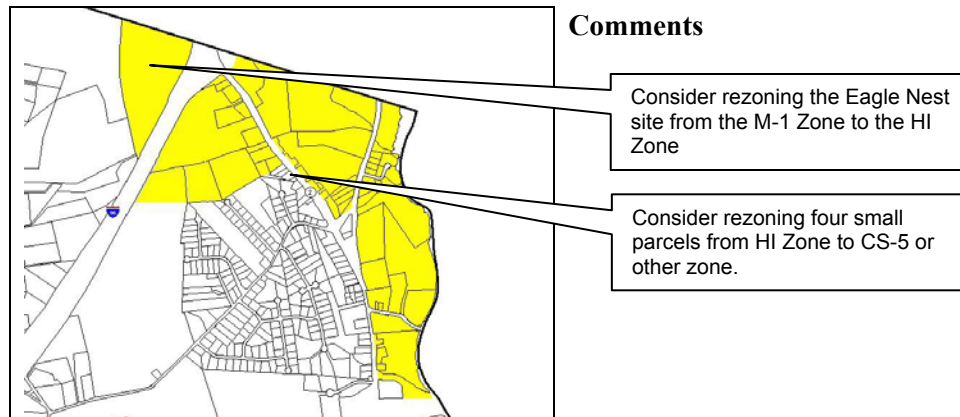 Comments
Consider rezoning the Eagle Nest
site from the M-1 Zone to the HI
Zone
Consider rezoning four small
parcels from HI Zone to CS-5 or
other zone.